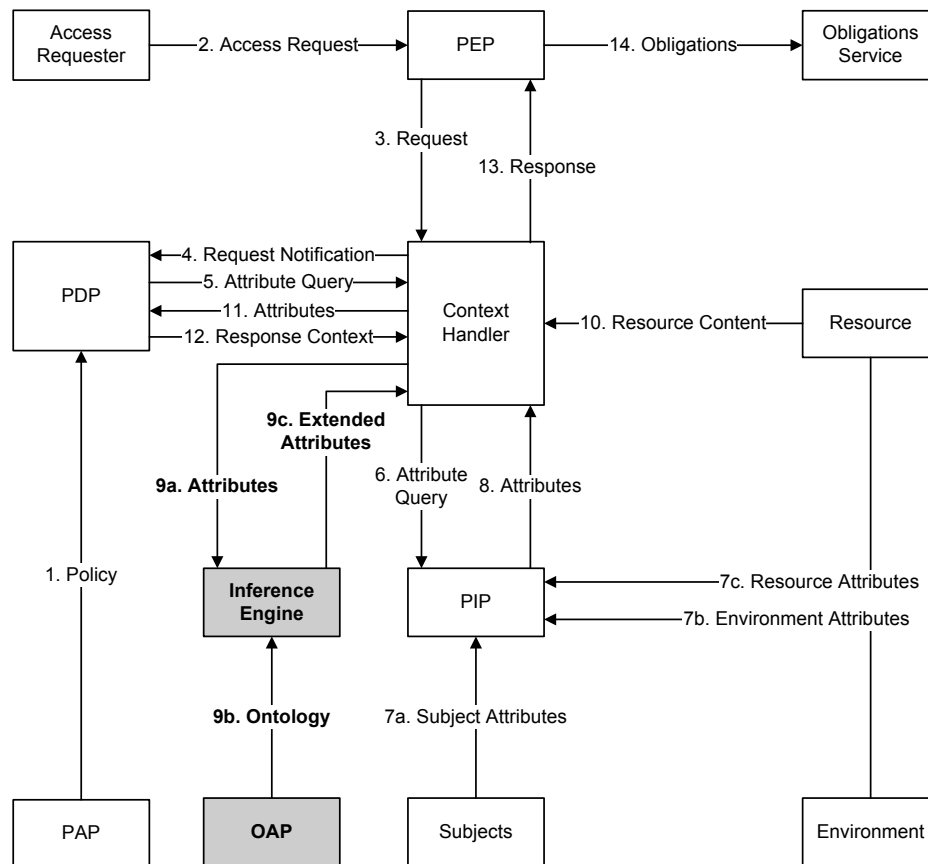 Access
Requester
2. Access Request
PEP
14. Obligations
Obligations
Service
3. Request
13. Response
PDP
4. Request Notification
5. Attribute Query
11. Attributes
12. Response Context
Context
Handler
10. Resource Content
Resource
9c. Extended
Attributes
9a. Attributes
6. Attribute
Query
8. Attributes
1. Policy
Inference
Engine
PIP
7c. Resource Attributes
7b. Environment Attributes
9b. Ontology
7a. Subject Attributes
PAP
OAP
Subjects
Environment